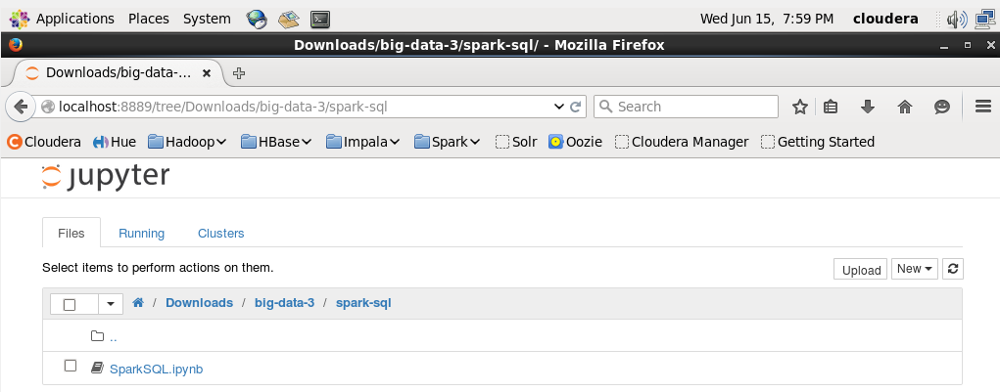 Applications Places System Wed Jun 15, 7:59 PM cloudera
Downloads/big-data-3/spark-sql/ - Mozilla Firefox
Downloads/big-data-...
localhost:8889/tree/Downloads/big-data-3/spark-sql Search
Cloudera Hue Hadoop HBase Impala Spark Solr Oozie Cloudera Manager Getting Started
jupyter
Files Running Clusters
Select items to perform actions on them. Upload New
/ Downloads / big-data-3 / spark-sql
..
SparkSQL.ipynb